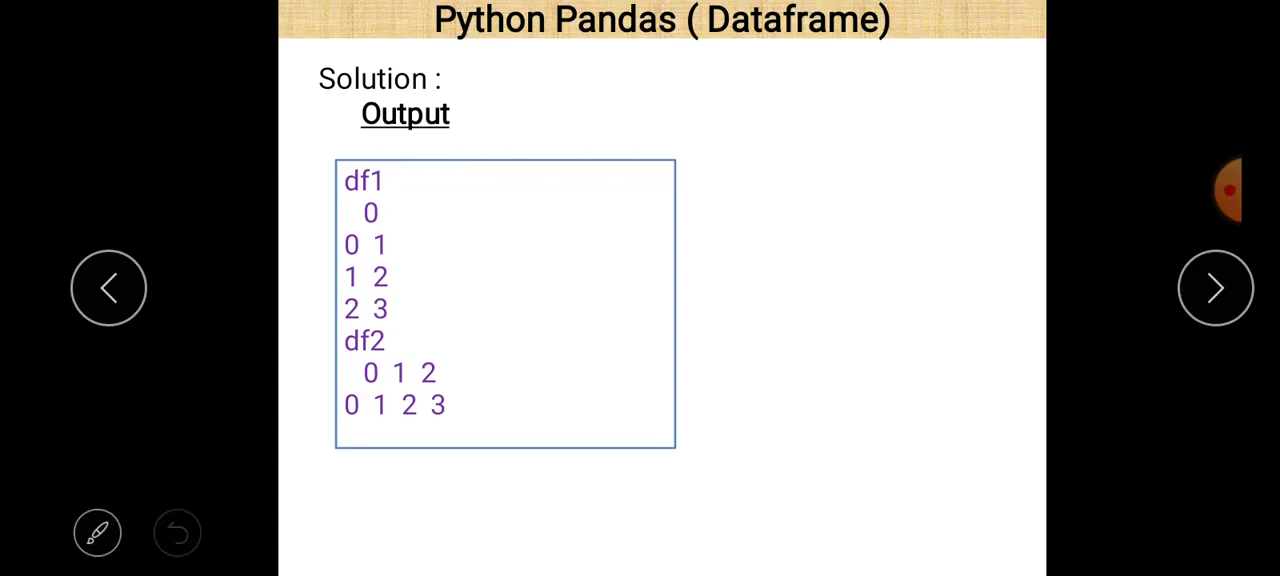 Python Pandas ( Dataframe)
Solution :
Output
df1
0
0 1
1 2
2 3
df2
0 1 2
0 1 2 3